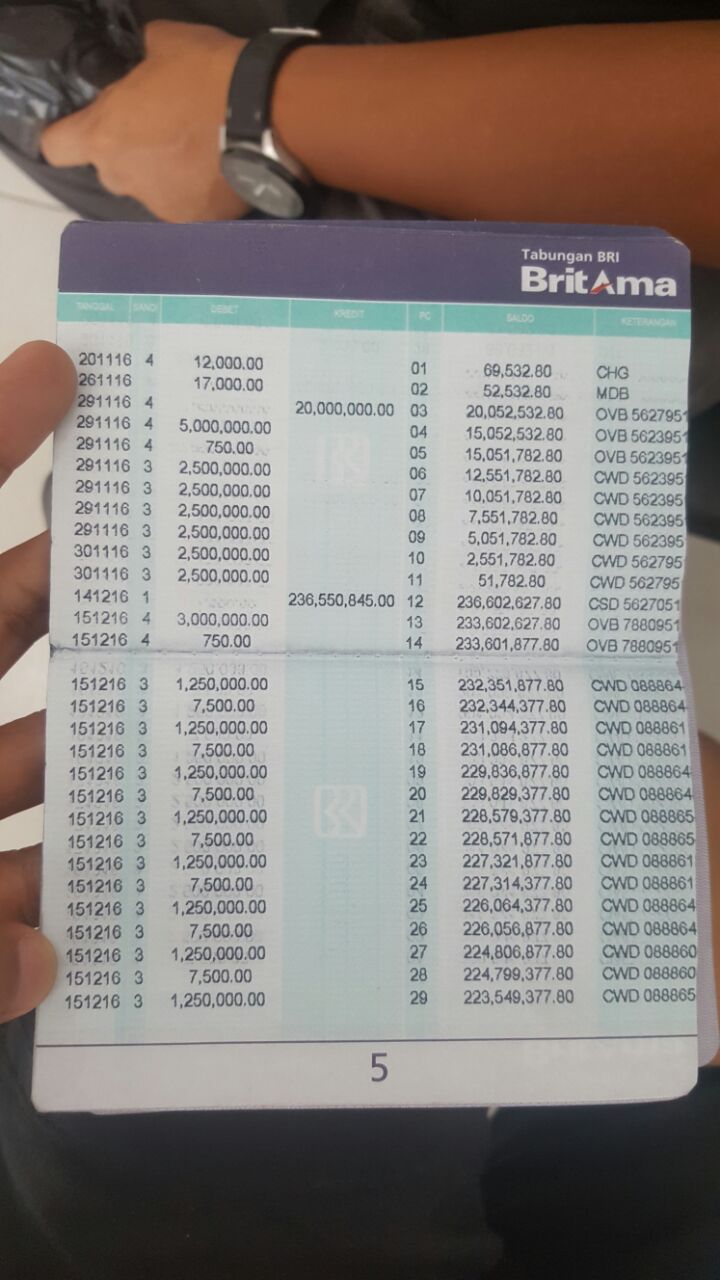 Tabungan BRI
BritAma
TANGGAL SANDI DEBET KREDIT PC SALDO KETERANGAN
201116 4 12,000.00 01 69,532.80 CHG
261116 17,000.00 02 52,532.80 MDB
291116 4 20,000,000.00 03 20,052,532.80 OVB 5627951
291116 4 5,000,000.00 04 15,052,532.80 OVB 5623951
291116 4 750.00 05 15,051,782.80 OVB 5623951
291116 3 2,500,000.00 06 12,551,782.80 CWD 562395
291116 3 2,500,000.00 07 10,051,782.80 CWD 562395
291116 3 2,500,000.00 08 7,551,782.80 CWD 562395
291116 3 2,500,000.00 09 5,051,782.80 CWD 562395
301116 3 2,500,000.00 10 2,551,782.80 CWD 562795
301116 3 2,500,000.00 11 51,782.80 CWD 562795
141216 1 236,550,845.00 12 236,602,627.80 CSD 5627051
151216 4 3,000,000.00 13 233,602,627.80 OVB 7880951
151216 4 750.00 14 233,601,877.80 OVB 7880951
151216 3 1,250,000.00 15 232,351,877.80 CWD 088864
151216 3 7,500.00 16 232,344,377.80 CWD 088864
151216 3 1,250,000.00 17 231,094,377.80 CWD 088861
151216 3 7,500.00 18 231,086,877.80 CWD 088861
151216 3 1,250,000.00 19 229,836,877.80 CWD 088864
151216 3 7,500.00 20 229,829,377.80 CWD 088864
151216 3 1,250,000.00 21 228,579,377.80 CWD 088865
151216 3 7,500.00 22 228,571,877.80 CWD 088865
151216 3 1,250,000.00 23 227,321,877.80 CWD 088861
151216 3 7,500.00 24 227,314,377.80 CWD 088861
151216 3 1,250,000.00 25 226,064,377.80 CWD 088864
151216 3 7,500.00 26 226,056,877.80 CWD 088864
151216 3 1,250,000.00 27 224,806,877.80 CWD 088860
151216 3 7,500.00 28 224,799,377.80 CWD 088860
151216 3 1,250,000.00 29 223,549,377.80 CWD 088865
5